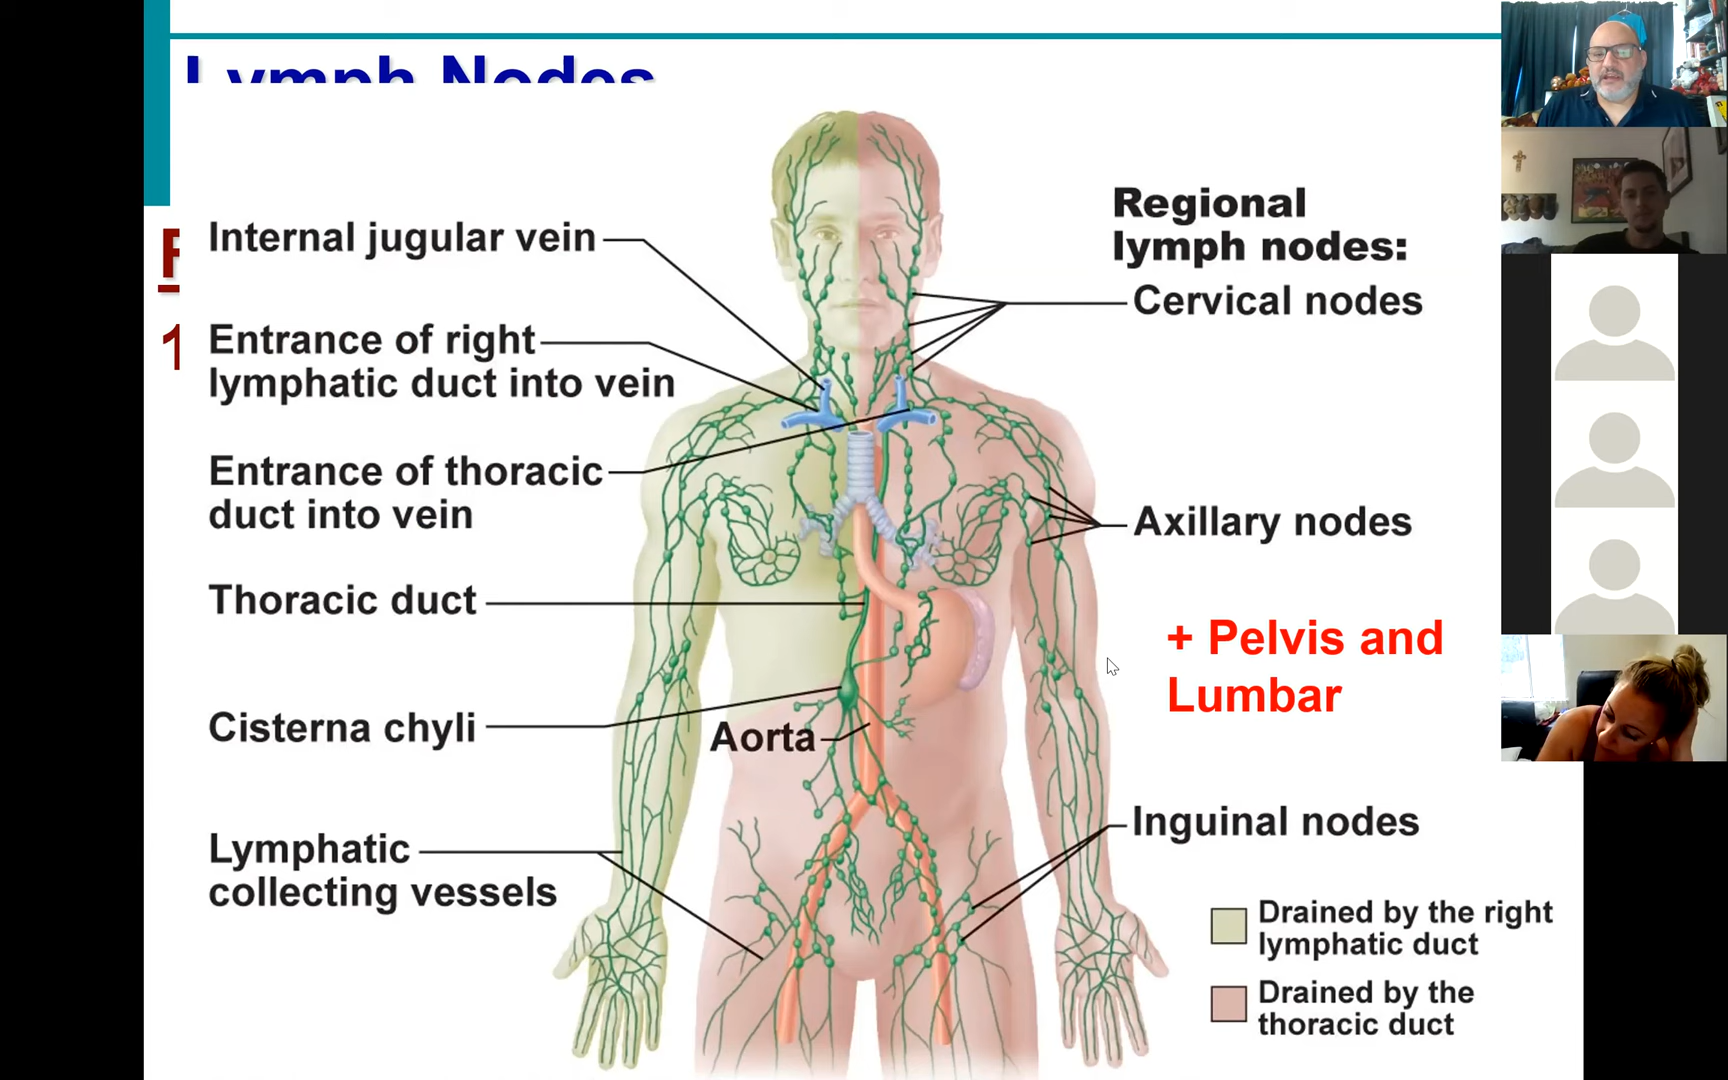 Lymph Nodes
1
Internal jugular vein
Entrance of right
lymphatic duct into vein
Entrance of thoracic
duct into vein
Thoracic duct
Cisterna chyli
Aorta
Lymphatic
collecting vessels
Regional
lymph nodes:
Cervical nodes
Axillary nodes
+ Pelvis and
Lumbar
Inguinal nodes
Drained by the right
lymphatic duct
Drained by the
thoracic duct